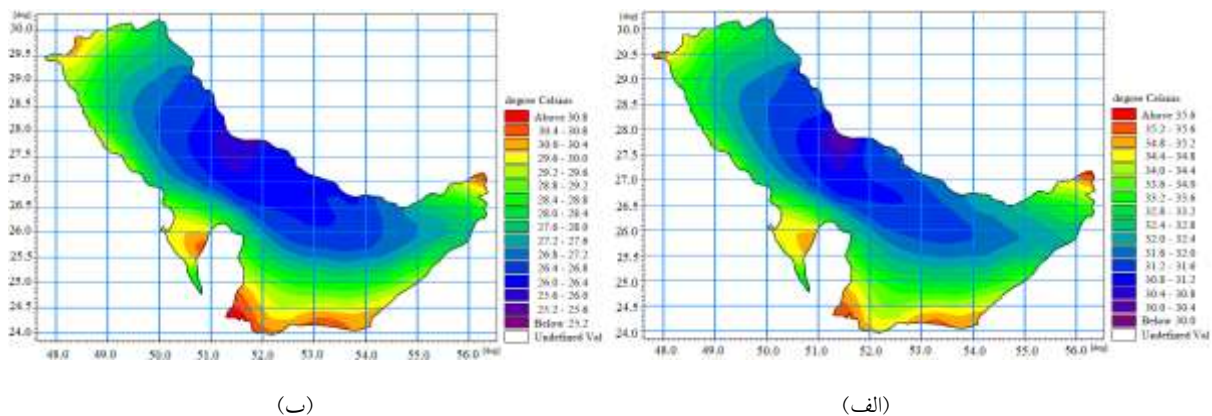 [deg]
30.0
29.5
29.0
28.5
28.0
27.5
27.0
26.5
26.0
25.5
25.0
24.5
24.0
48.0 49.0 50.0 51.0 52.0 53.0 54.0 55.0 56.0 [deg]
degree Celsius
Above 30.8
30.4 - 30.8
30.0 - 30.4
29.6 - 30.0
29.2 - 29.6
28.8 - 29.2
28.4 - 28.8
28.0 - 28.4
27.6 - 28.0
27.2 - 27.6
26.8 - 27.2
26.4 - 26.8
26.0 - 26.4
25.6 - 26.0
25.2 - 25.6
Below 25.2
Undefined Val
(ب)
[deg]
30.0
29.5
29.0
28.5
28.0
27.5
27.0
26.5
26.0
25.5
25.0
24.5
24.0
48.0 49.0 50.0 51.0 52.0 53.0 54.0 55.0 56.0 [deg]
degree Celsius
Above 35.6
35.2 - 35.6
34.8 - 35.2
34.4 - 34.8
34.0 - 34.4
33.6 - 34.0
33.2 - 33.6
32.8 - 33.2
32.4 - 32.8
32.0 - 32.4
31.6 - 32.0
31.2 - 31.6
30.8 - 31.2
30.4 - 30.8
30.0 - 30.4
Below 30.0
Undefined Val
(الف)